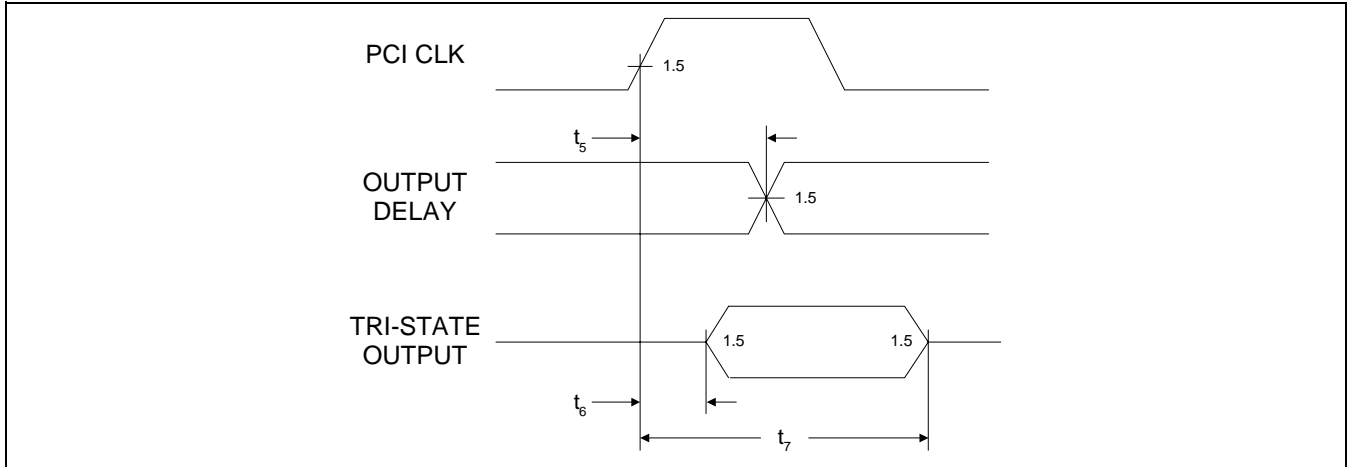 PCI CLK
1.5
t5
OUTPUT
DELAY
1.5
TRI-STATE
OUTPUT
1.5 1.5
t6
t7